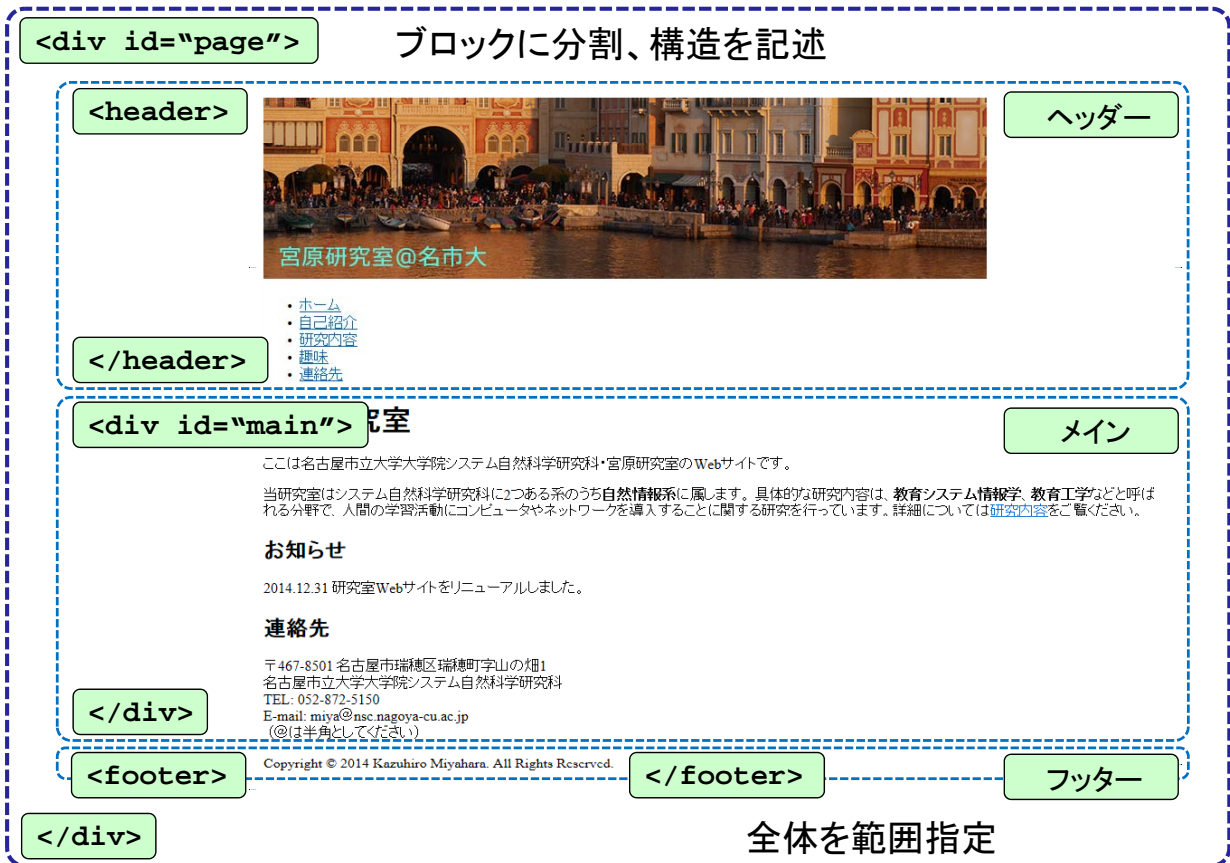 <div id=“page”>
ブロックに分割、構造を記述
<header>
ヘッダー
宮原研究室@名市大
• ホーム
• 自己紹介
• 研究内容
• 趣味
• 連絡先
</header>
<div id=“main”>
究室
メイン
ここは名古屋市立大学大学院システム自然科学研究科・宮原研究室のWebサイトです。
当研究室はシステム自然科学研究科に2つある系のうち自然情報系に属します。具体的な研究内容は、教育システム情報学、教育工学などと呼ば
れる分野で、人間の学習活動にコンピュータやネットワークを導入することに関する研究を行っています。詳細については研究内容をご覧ください。
お知らせ
2014.12.31 研究室Webサイトをリニューアルしました。
連絡先
〒467-8501 名古屋市瑞穂区瑞穂町字山の畑1
名古屋市立大学大学院システム自然科学研究科
TEL: 052-872-5150
E-mail: miya@nsc.nagoya-cu.ac.jp
（@は半角としてください）
</div>
<footer>
Copyright © 2014 Kazuhiro Miyahara. All Rights Reserved.
</footer>
フッター
</div>
全体を範囲指定